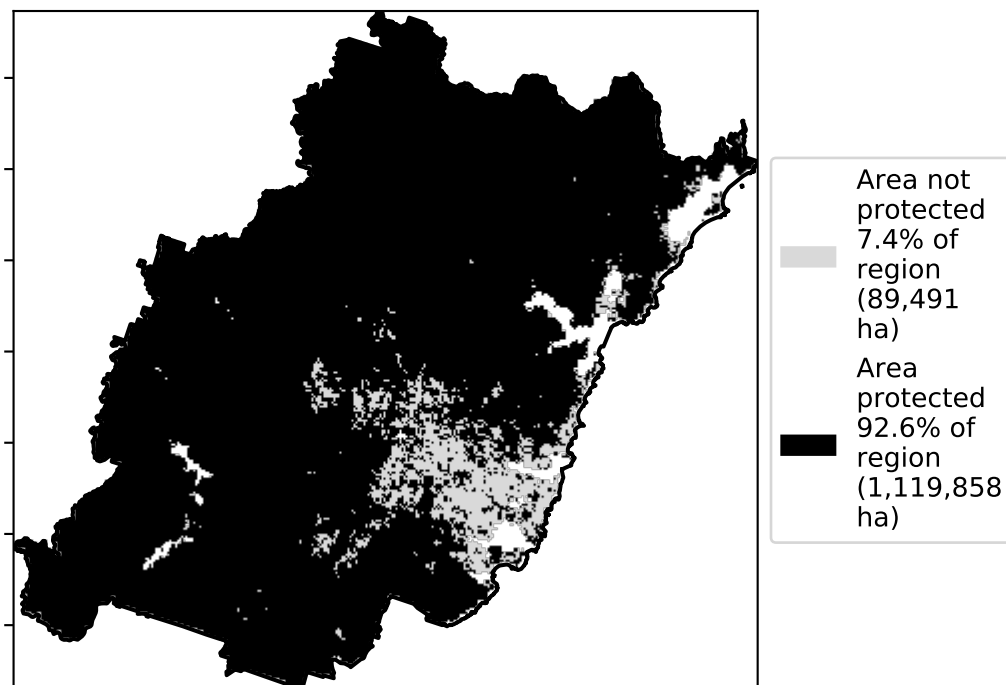 Area not
protected
7.4% of
region
(89,491
ha)
Area
protected
92.6% of
region
(1,119,858
ha)